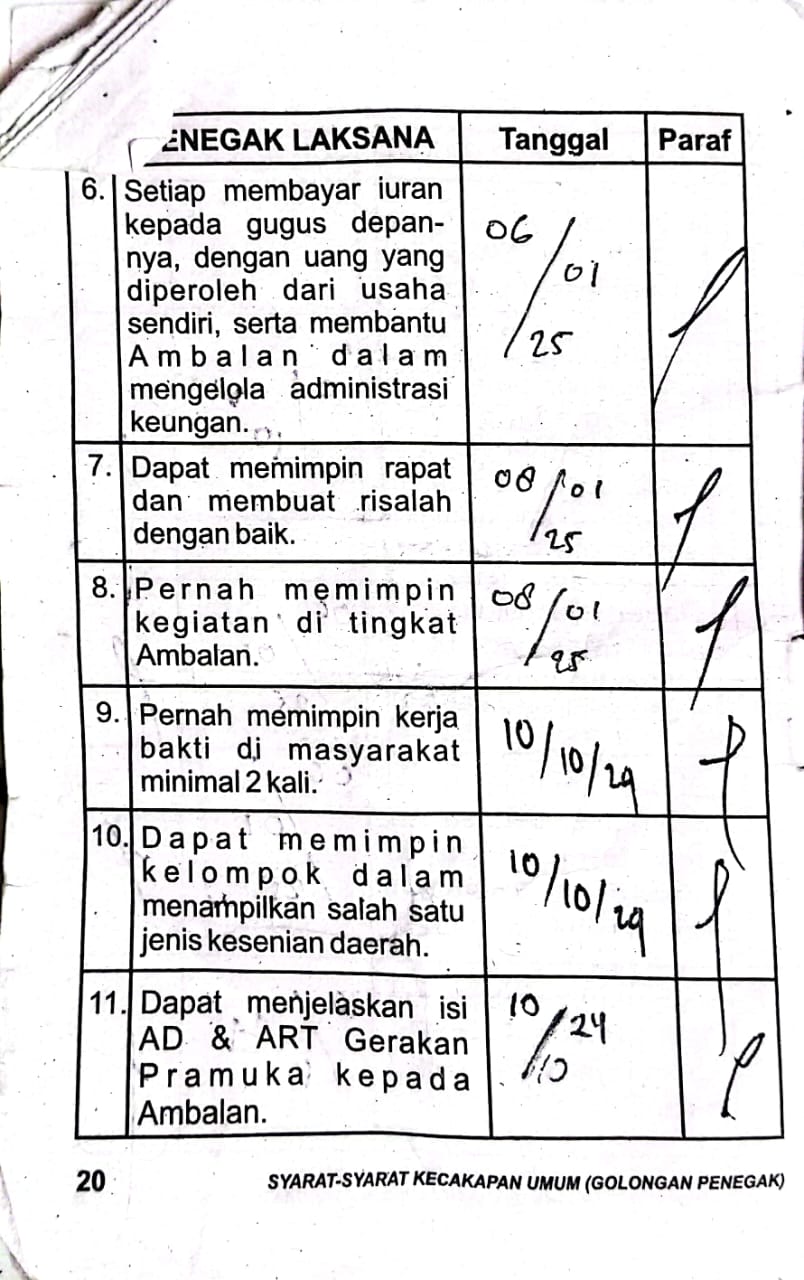 ENEGAK LAKSANA Tanggal Paraf
6. Setiap membayar iuran
kepada gugus depan-
nya, dengan uang yang
diperoleh dari usaha
sendiri, serta membantu
Ambalan dalam
mengelola administrasi
keungan.
06/01/25
7. Dapat memimpin rapat
dan membuat risalah
dengan baik.
08/01/25
8. Pernah memimpin
kegiatan di tingkat
Ambalan.
08/01/25
9. Pernah memimpin kerja
bakti di masyarakat
minimal 2 kali.
10/10/29
10. Dapat memimpin
kelompok dalam
menampilkan salah satu
jenis kesenian daerah.
10/10/29
11. Dapat menjelaskan isi
AD & ART Gerakan
Pramuka kepada
Ambalan.
10/24
10
20 SYARAT-SYARAT KECAKAPAN UMUM (GOLONGAN PENEGAK)